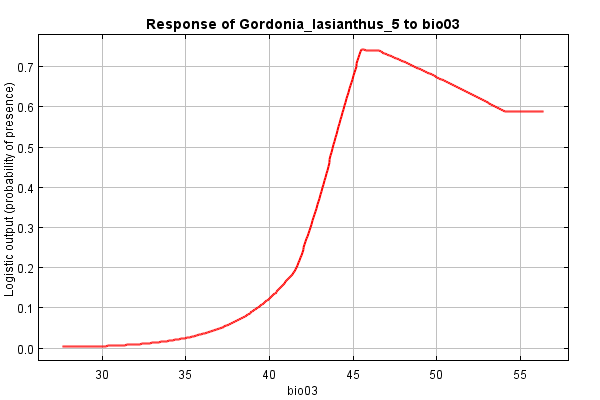 Response of Gordonia_lasianthus_5 to bio03
Logistic output (probability of presence)
0.7
0.6
0.5
0.4
0.3
0.2
0.1
0.0
30 35 40 45 50 55
bio03